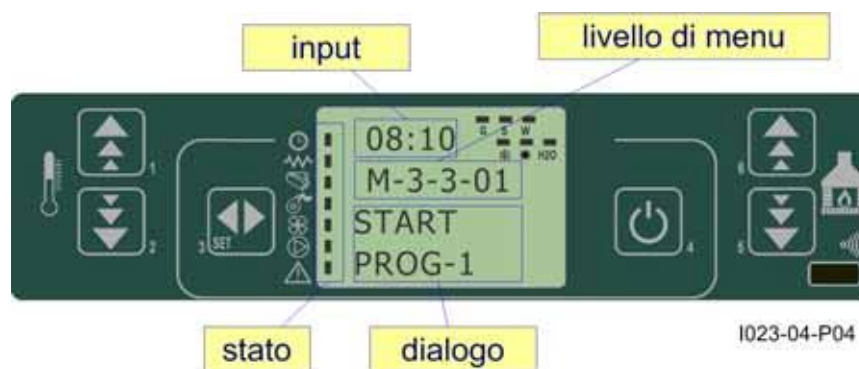 input
livello di menu
G S W
08:10
H2O
M-3-3-01
START
PROG-1
1
2
3
SET
4
6
5
I023-04-P04
stato
dialogo